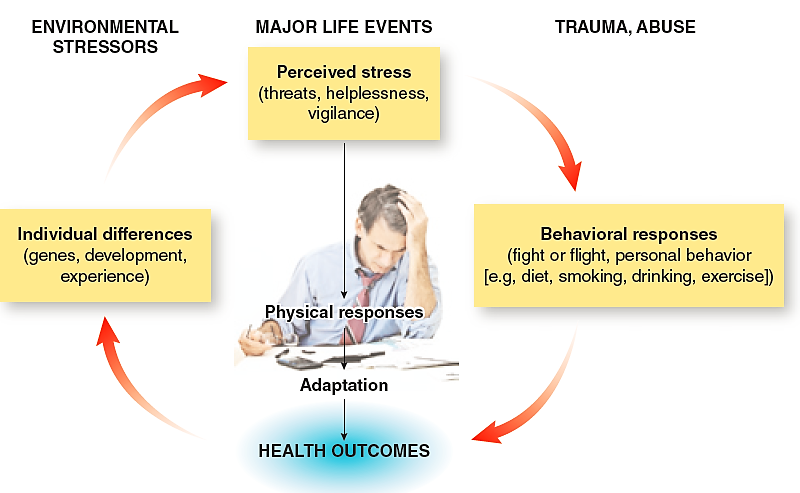 ENVIRONMENTAL
STRESSORS
MAJOR LIFE EVENTS
TRAUMA, ABUSE
Perceived stress
(threats, helplessness,
vigilance)
Individual differences
(genes, development,
experience)
Behavioral responses
(fight or flight, personal behavior
[e.g, diet, smoking, drinking, exercise])
Physical responses
Adaptation
HEALTH OUTCOMES